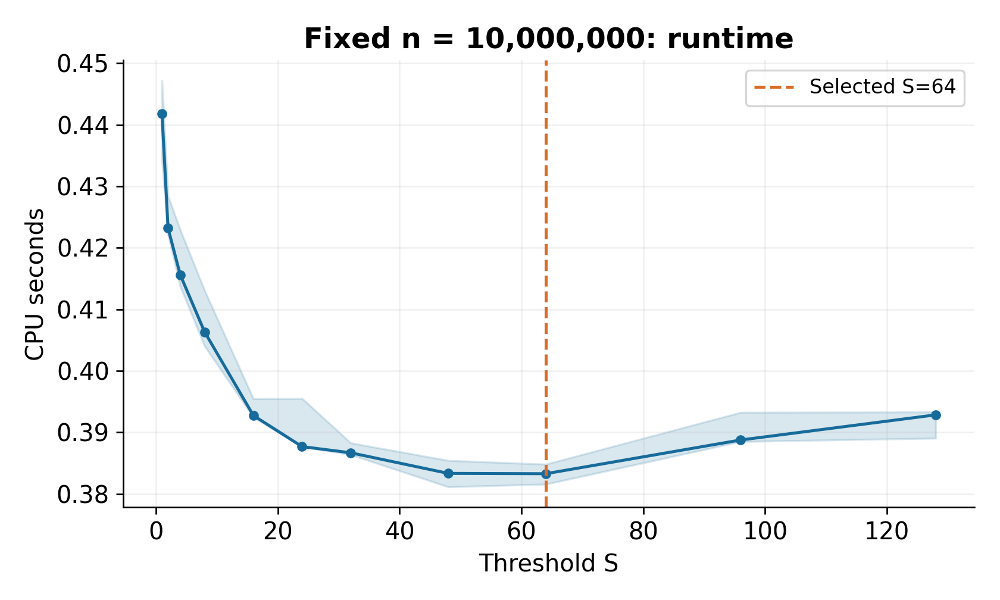 Fixed n = 10,000,000: runtime
Selected S=64
CPU seconds
0.45
0.44
0.43
0.42
0.41
0.40
0.39
0.38
0 20 40 60 80 100 120
Threshold S